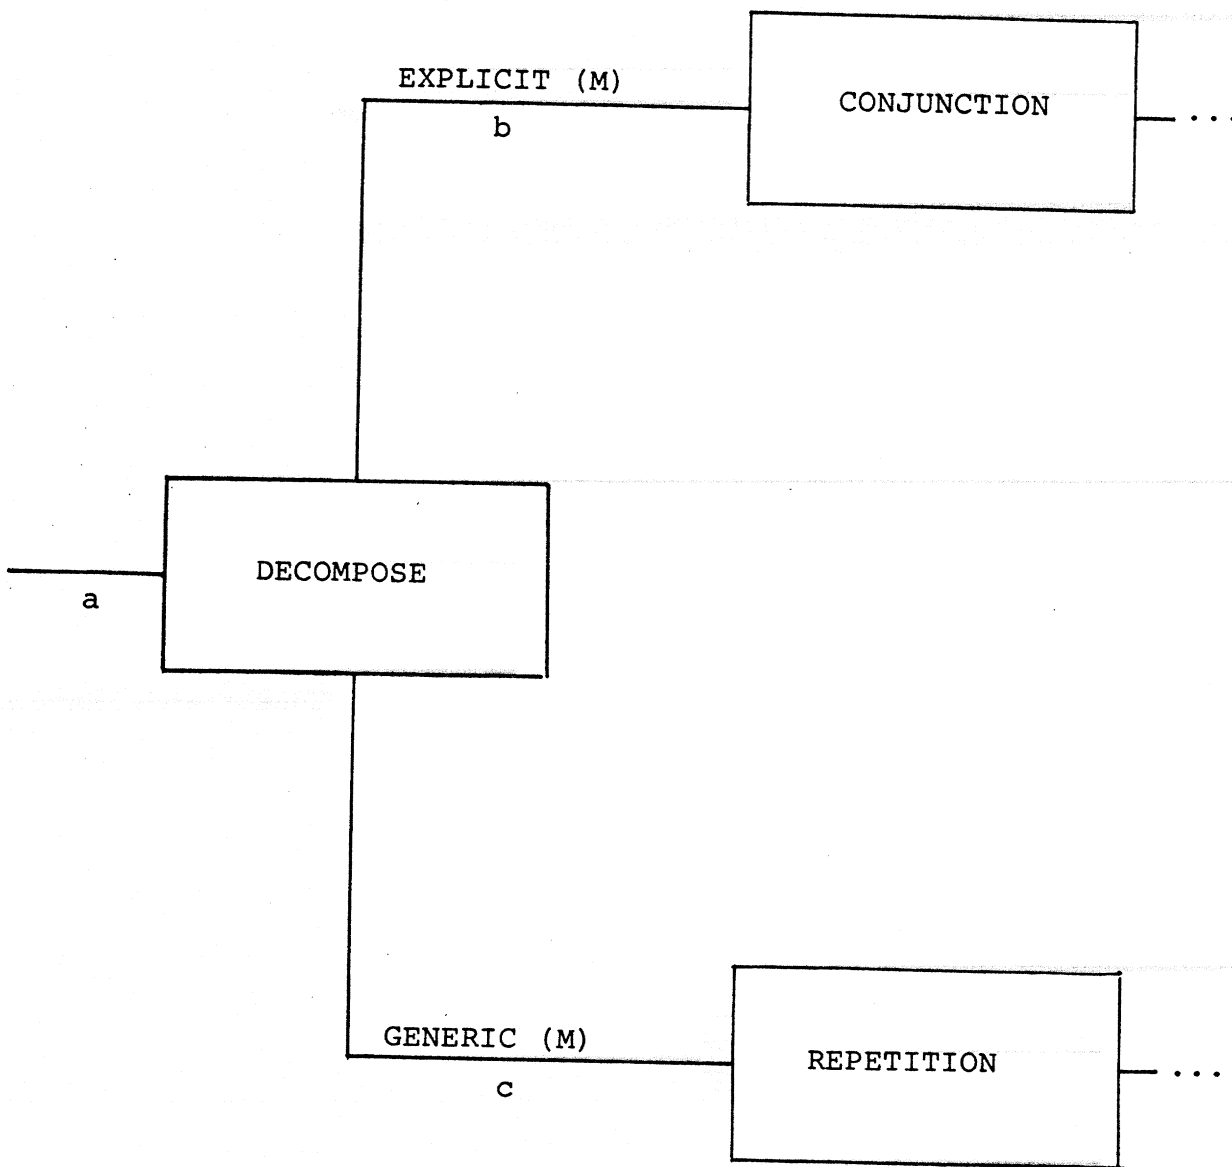 EXPLICIT (M)
b
CONJUNCTION
...
DECOMPOSE
a
GENERIC (M)
c
REPETITION
...